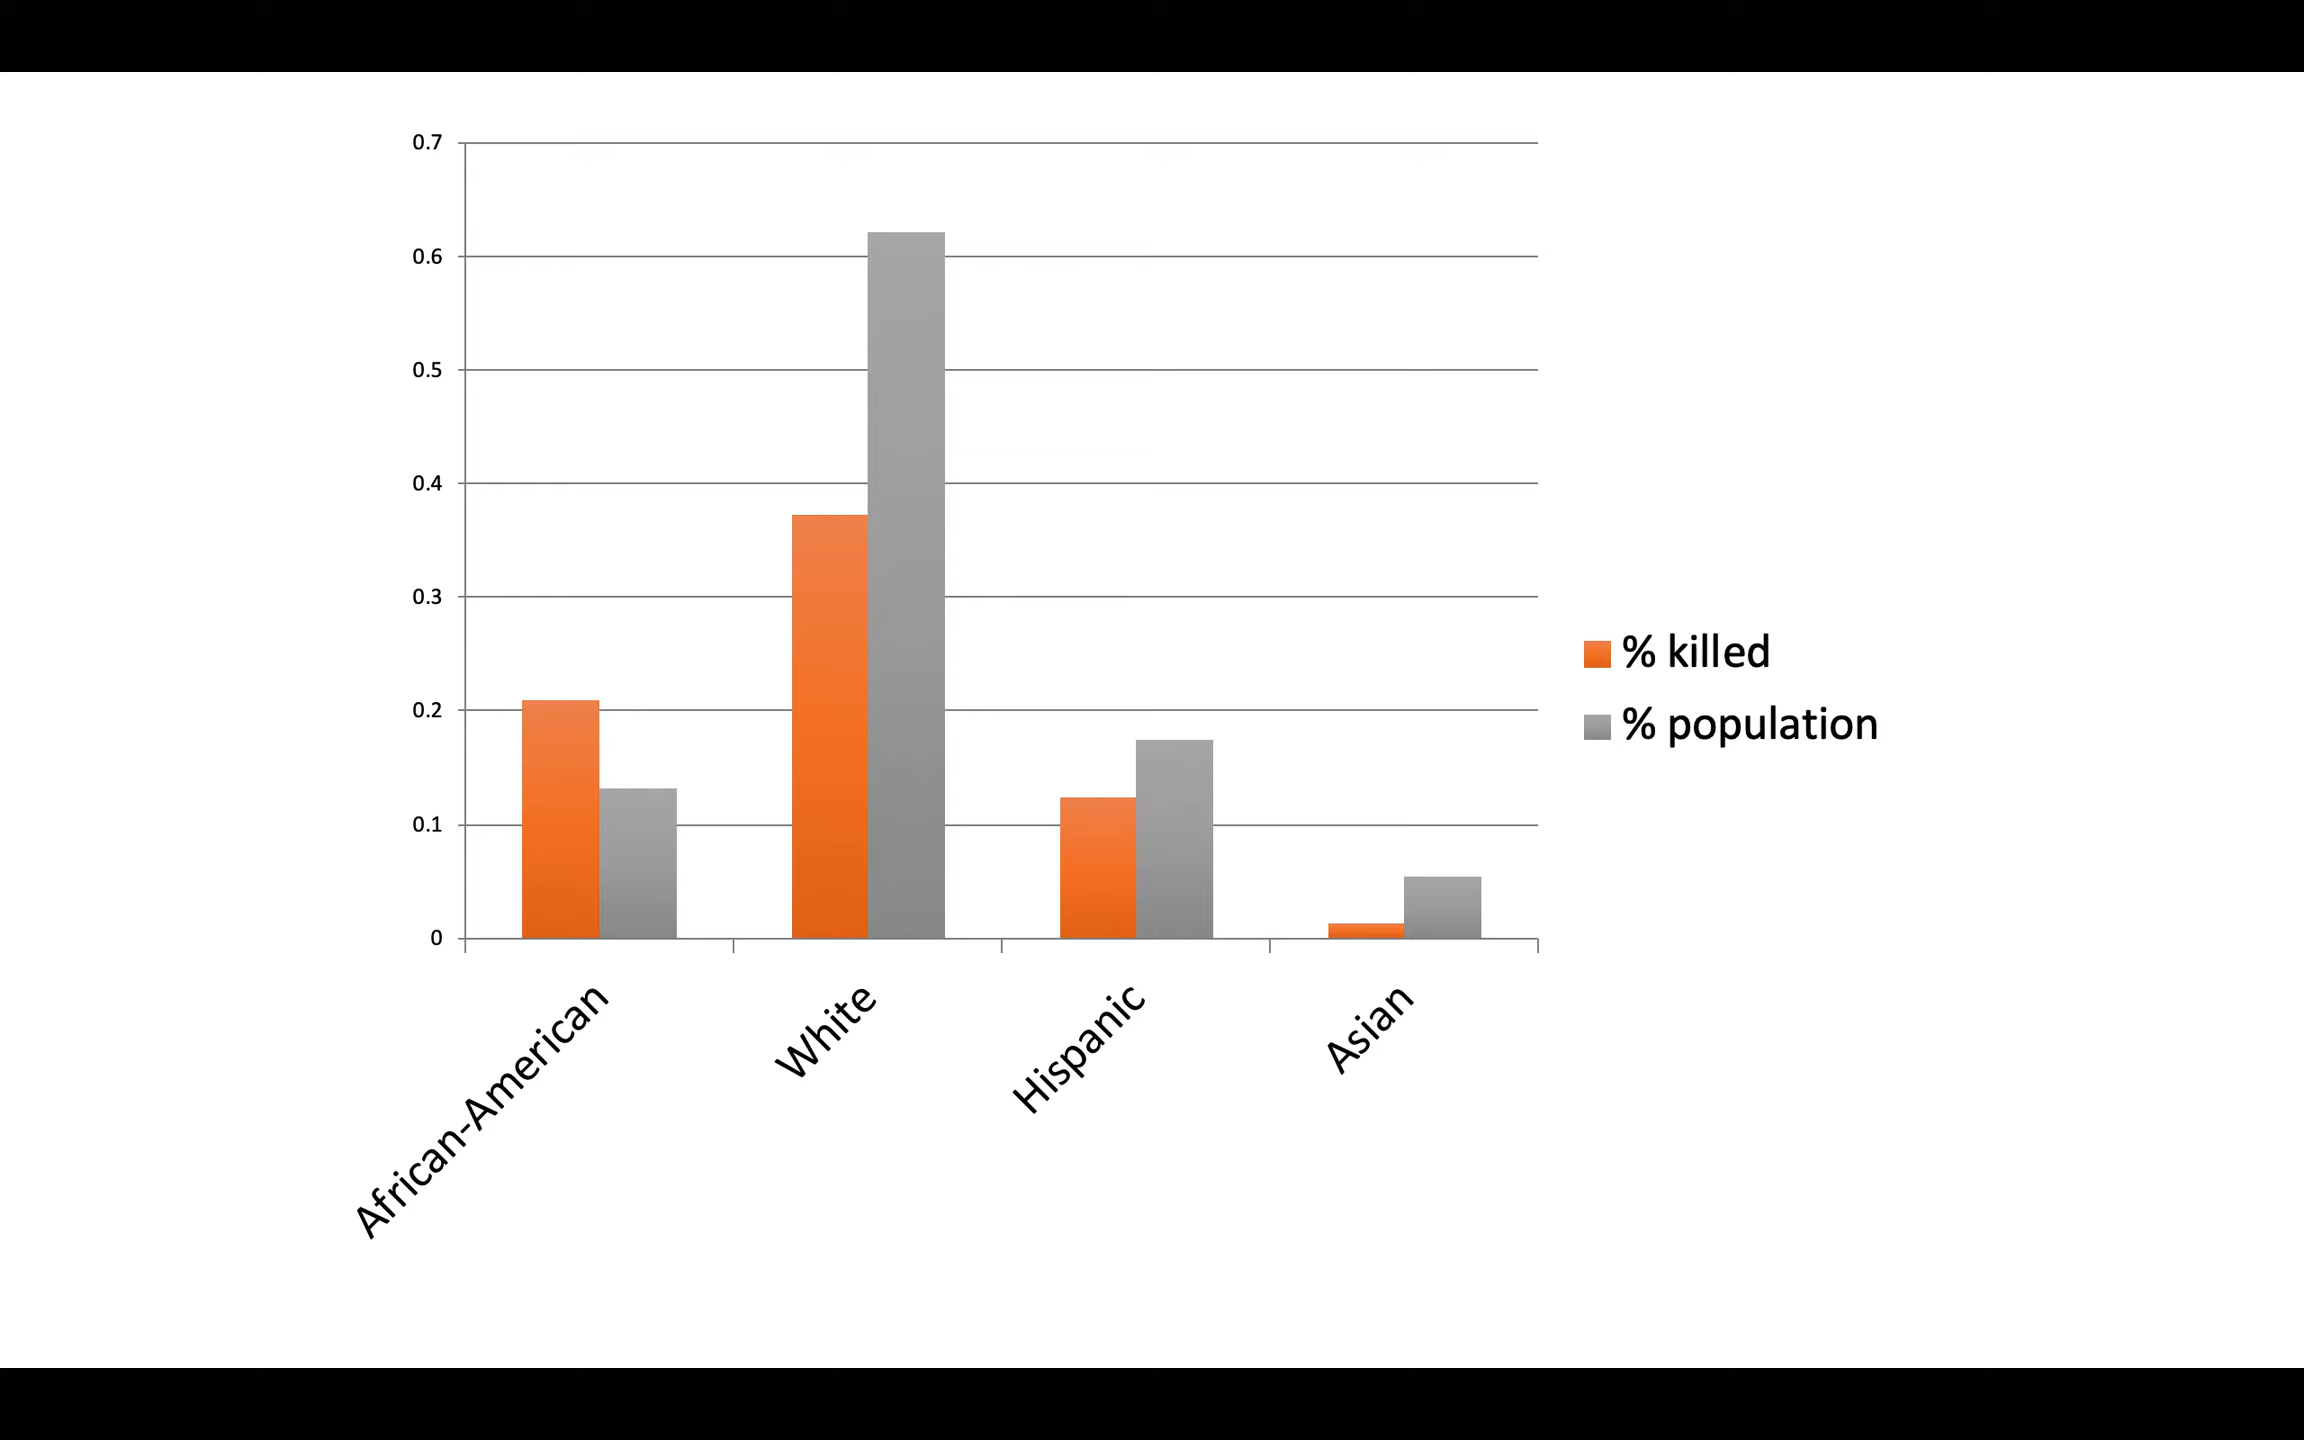 0.7
0.6
0.5
0.4
0.3
0.2
0.1
0
African-American
White
Hispanic
Asian
% killed
% population